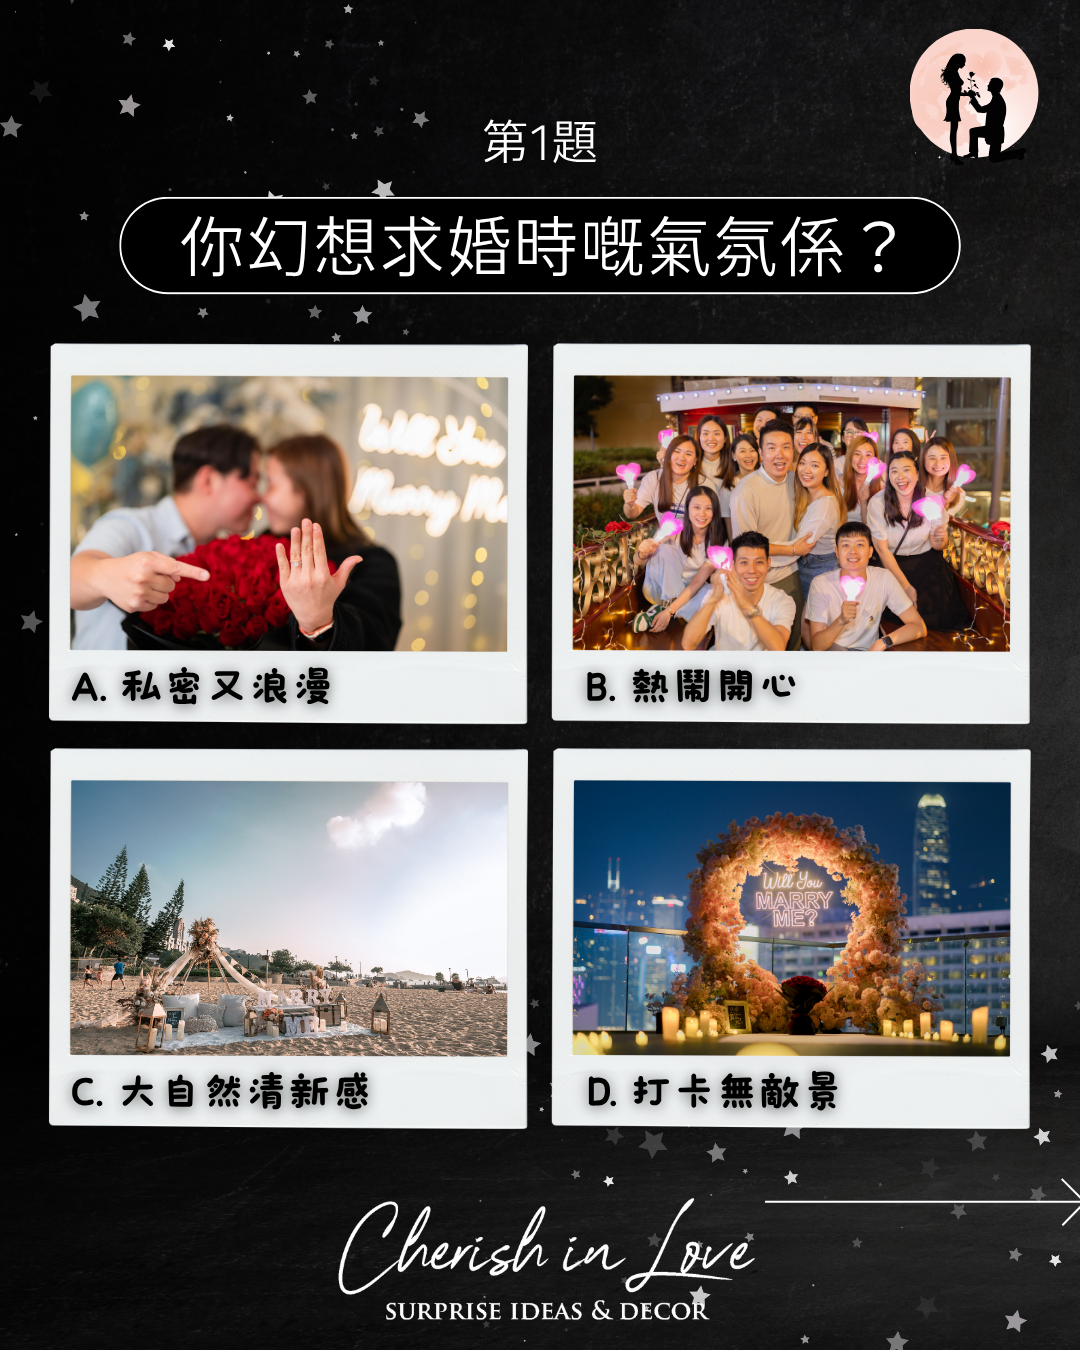 第1題
你幻想求婚時嘅氣氛係？
Will You
Marry Me
A. 私密又浪漫
B. 熱鬧開心
MARRY
ME
C. 大自然清新感
Will You
MARRY
ME?
D. 打卡無敵景
Cherish in Love
SURPRISE IDEAS & DECOR